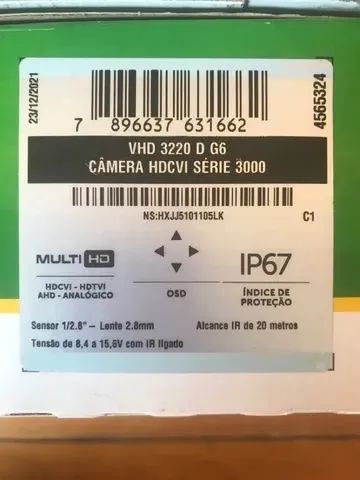 23/12/2021
7 896637 631662
4565324
VHD 3220 D G6
CÂMERA HDCVI SÉRIE 3000
NS:HXJJ5101105LK
C1
MULTI HD
HDCVI - HDTVI
AHD - ANALÓGICO
OSD
IP67
ÍNDICE DE
PROTEÇÃO
Sensor 1/2.8" – Lente 2.8mm
Alcance IR de 20 metros
Tensão de 8,4 a 15,6V com IR ligado